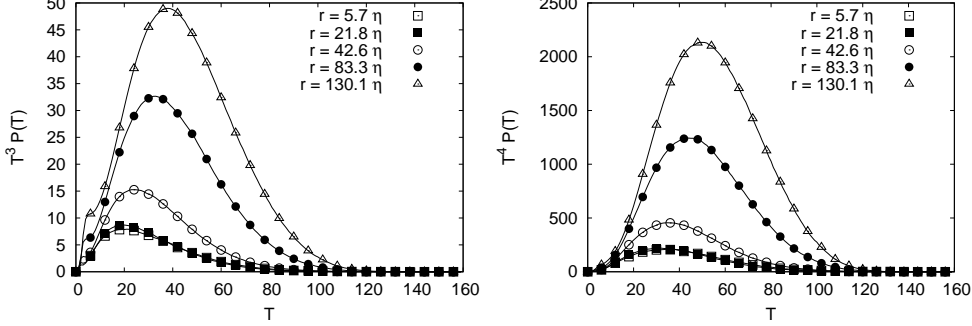 50
45
40
35
30
25
20
15
10
5
0
T³ P(T)
r = 5.7 η
r = 21.8 η
r = 42.6 η
r = 83.3 η
r = 130.1 η
0 20 40 60 80 100 120 140 160
T
2500
2000
1500
1000
500
0
T⁴ P(T)
r = 5.7 η
r = 21.8 η
r = 42.6 η
r = 83.3 η
r = 130.1 η
0 20 40 60 80 100 120 140 160
T